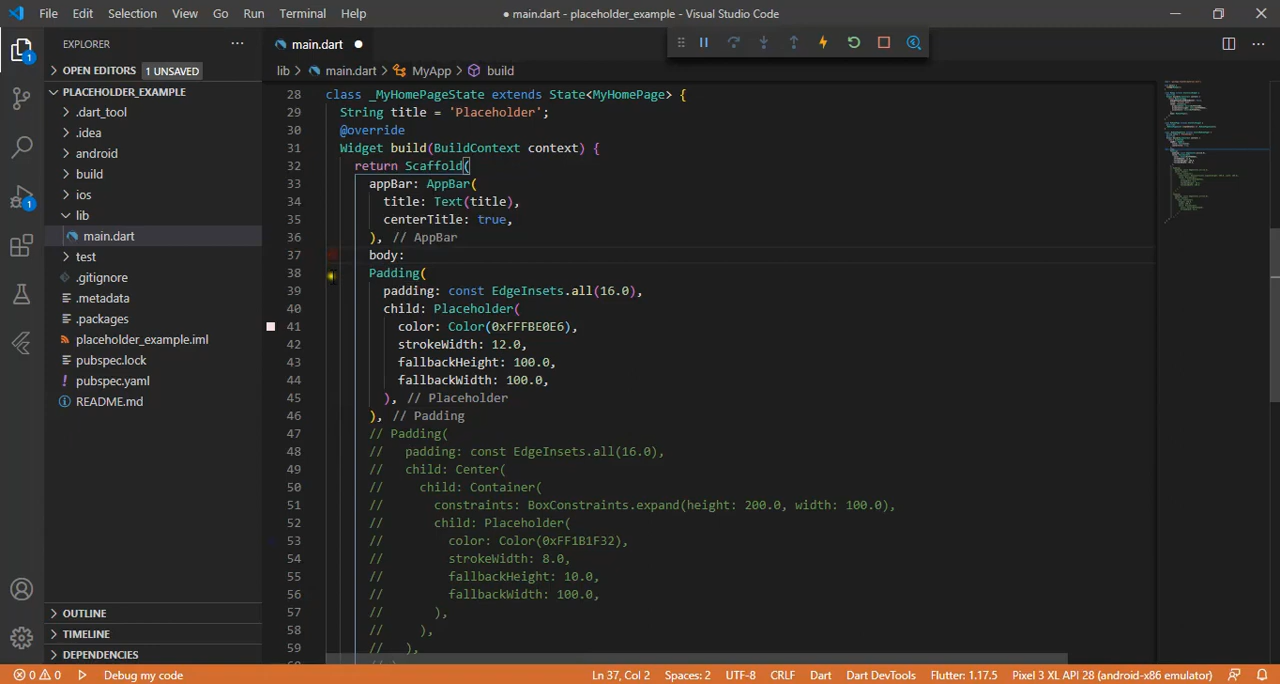 File Edit Selection View Go Run Terminal Help
● main.dart - placeholder_example - Visual Studio Code
EXPLORER
main.dart
OPEN EDITORS 1 UNSAVED
lib > main.dart > MyApp > build
PLACEHOLDER_EXAMPLE
.dart_tool
.idea
android
build
ios
lib
main.dart
test
.gitignore
.metadata
.packages
placeholder_example.iml
pubspec.lock
pubspec.yaml
README.md
OUTLINE
TIMELINE
DEPENDENCIES
1
1
28 class _MyHomePageState extends State<MyHomePage> {
29 String title = 'Placeholder';
30 @override
31 Widget build(BuildContext context) {
32 return Scaffold(
33 appBar: AppBar(
34 title: Text(title),
35 centerTitle: true,
36 ), // AppBar
37 body:
38 Padding(
39 padding: const EdgeInsets.all(16.0),
40 child: Placeholder(
41 color: Color(0xFFFBE0E6),
42 strokeWidth: 12.0,
43 fallbackHeight: 100.0,
44 fallbackWidth: 100.0,
45 ), // Placeholder
46 ), // Padding
47 // Padding(
48 // padding: const EdgeInsets.all(16.0),
49 // child: Center(
50 // child: Container(
51 // constraints: BoxConstraints.expand(height: 200.0, width: 100.0),
52 // child: Placeholder(
53 // color: Color(0xFF1B1F32),
54 // strokeWidth: 8.0,
55 // fallbackHeight: 10.0,
56 // fallbackWidth: 100.0,
57 // ),
58 // ),
59 // ),
0 0 Debug my code Ln 37, Col 2 Spaces: 2 UTF-8 CRLF Dart Dart DevTools Flutter: 1.17.5 Pixel 3 XL API 28 (android-x86 emulator)